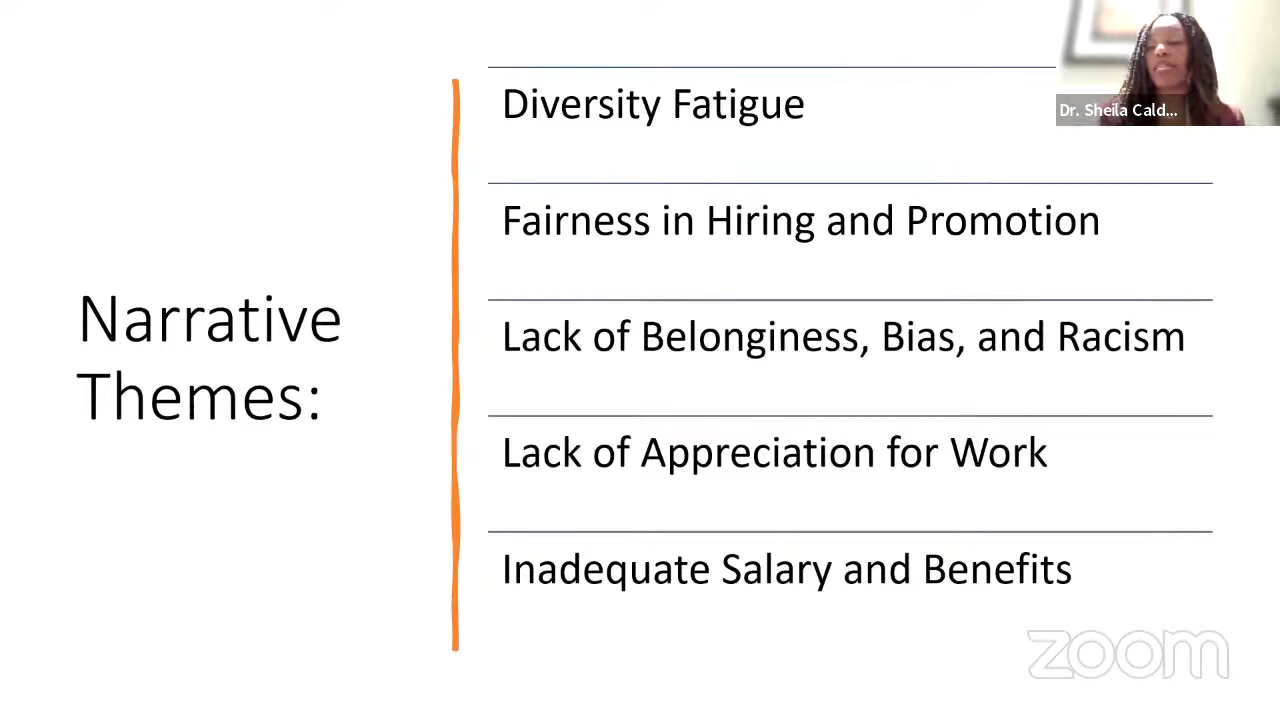 Diversity Fatigue
Dr. Sheila Cald...
Fairness in Hiring and Promotion
Narrative
Themes:
Lack of Belonginess, Bias, and Racism
Lack of Appreciation for Work
Inadequate Salary and Benefits
zoom